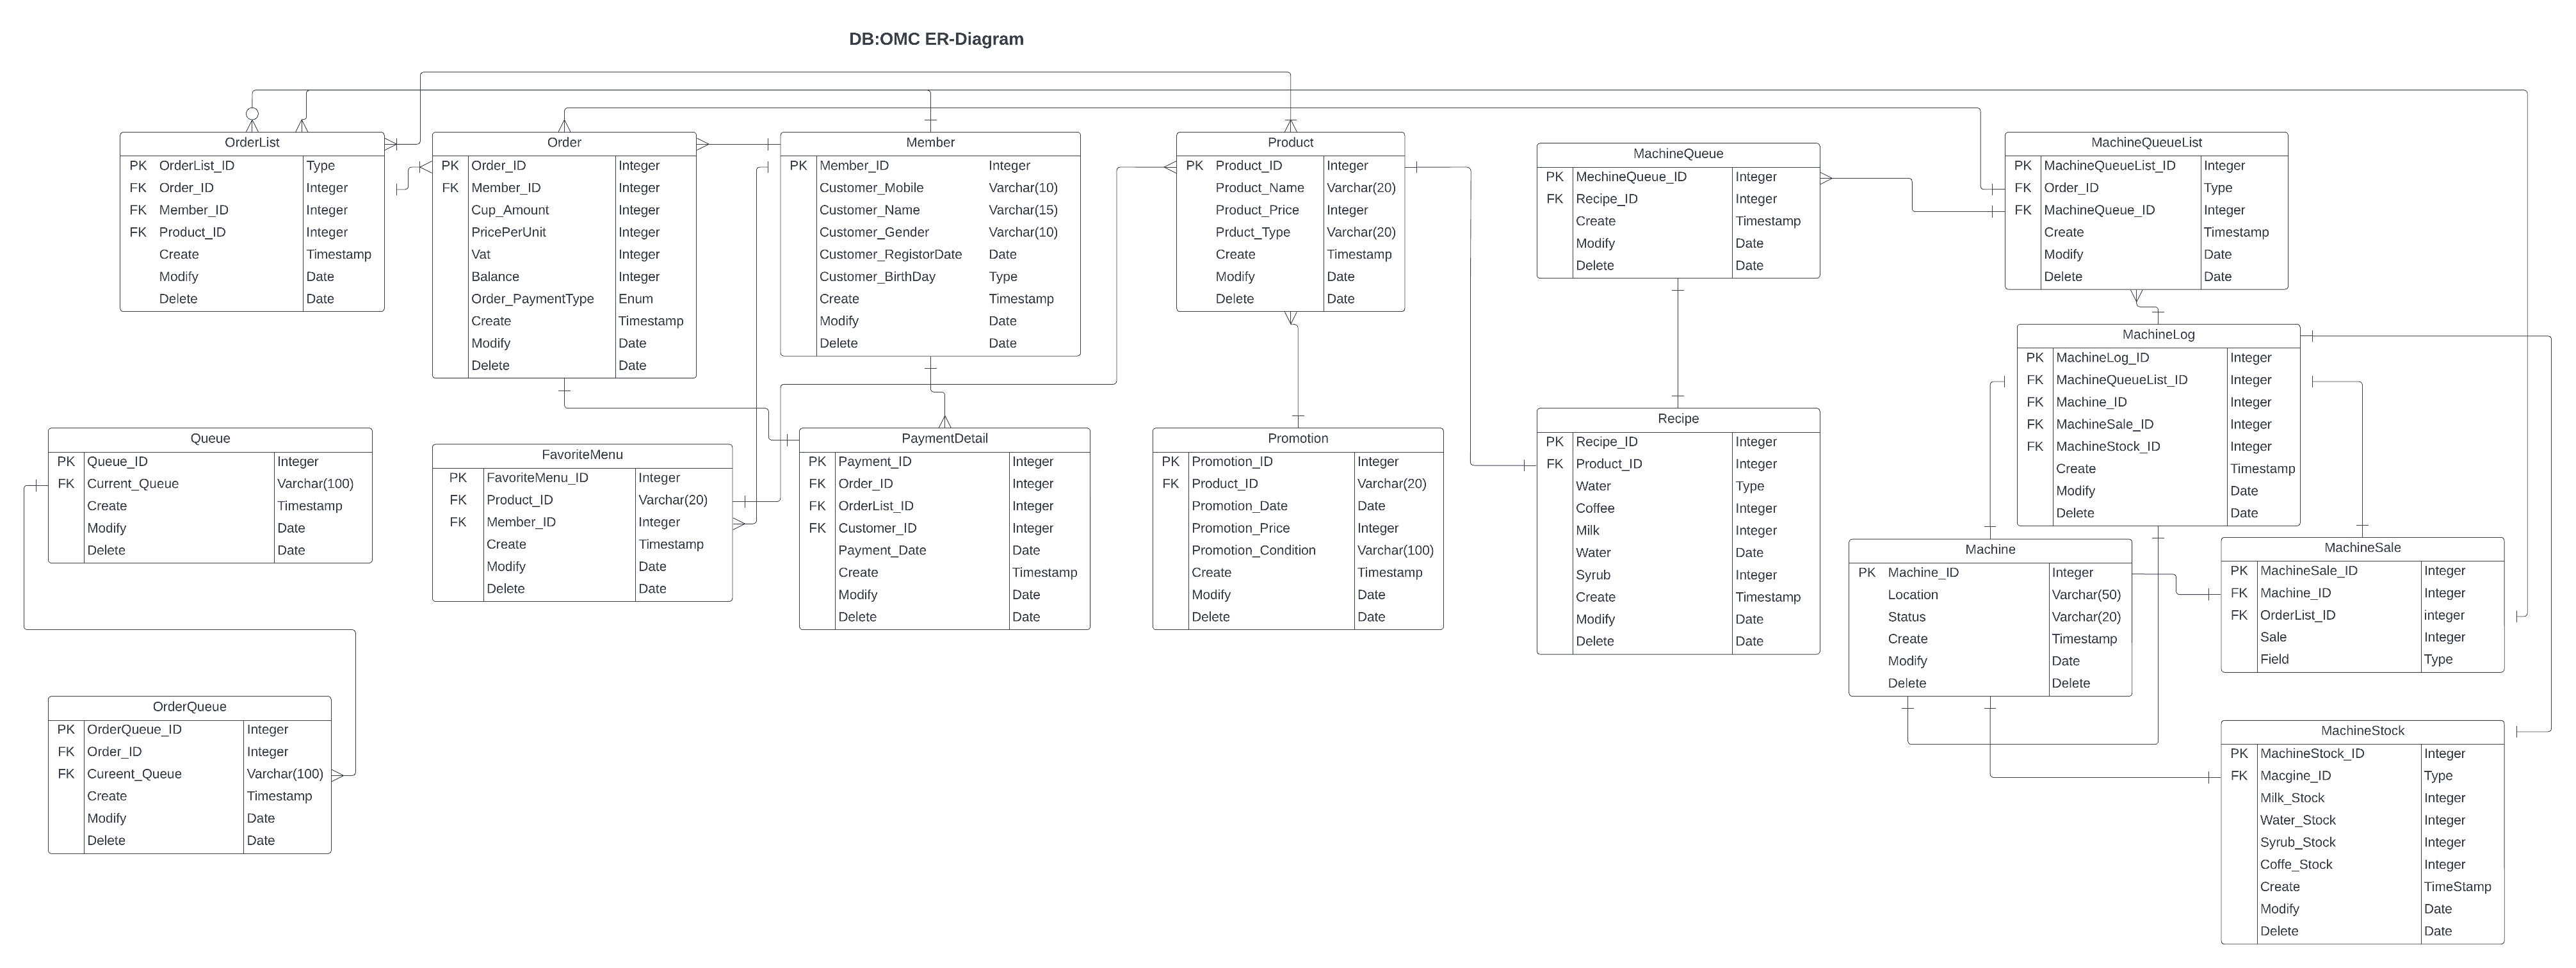 DB:OMC ER-Diagram
OrderList
PK OrderList_ID Type
FK Order_ID Integer
FK Member_ID Integer
FK Product_ID Integer
Create Timestamp
Modify Date
Delete Date
Order
PK Order_ID Integer
FK Member_ID Integer
Cup_Amount Integer
PricePerUnit Integer
Vat Integer
Balance Integer
Order_PaymentType Enum
Create Timestamp
Modify Date
Delete Date
Member
PK Member_ID Integer
Customer_Mobile Varchar(10)
Customer_Name Varchar(15)
Customer_Gender Varchar(10)
Customer_RegistorDate Date
Customer_BirthDay Type
Create Timestamp
Modify Date
Delete Date
Product
PK Product_ID Integer
Product_Name Varchar(20)
Product_Price Integer
Prduct_Type Varchar(20)
Create Timestamp
Modify Date
Delete Date
MachineQueue
PK MechineQueue_ID Integer
FK Recipe_ID Integer
Create Timestamp
Modify Date
Delete Date
MachineQueueList
PK MachineQueueList_ID Integer
FK Order_ID Type
FK MachineQueue_ID Integer
Create Timestamp
Modify Date
Delete Date
MachineLog
PK MachineLog_ID Integer
FK MachineQueueList_ID Integer
FK Machine_ID Integer
FK MachineSale_ID Integer
FK MachineStock_ID Integer
Create Timestamp
Modify Date
Delete Date
Queue
PK Queue_ID Integer
FK Current_Queue Varchar(100)
Create Timestamp
Modify Date
Delete Date
FavoriteMenu
PK FavoriteMenu_ID Integer
FK Product_ID Varchar(20)
FK Member_ID Integer
Create Timestamp
Modify Date
Delete Date
PaymentDetail
PK Payment_ID Integer
FK Order_ID Integer
FK OrderList_ID Integer
FK Customer_ID Integer
Payment_Date Date
Create Timestamp
Modify Date
Delete Date
Promotion
PK Promotion_ID Integer
FK Product_ID Varchar(20)
Promotion_Date Date
Promotion_Price Integer
Promotion_Condition Varchar(100)
Create Timestamp
Modify Date
Delete Date
Recipe
PK Recipe_ID Integer
FK Product_ID Integer
Water Type
Coffee Integer
Milk Integer
Water Date
Syrub Integer
Create Timestamp
Modify Date
Delete Date
Machine
PK Machine_ID Integer
Location Varchar(50)
Status Varchar(20)
Create Timestamp
Modify Date
Delete Delete
MachineSale
PK MachineSale_ID Integer
FK Machine_ID Integer
FK OrderList_ID integer
Sale Integer
Field Type
OrderQueue
PK OrderQueue_ID Integer
FK Order_ID Integer
FK Cureent_Queue Varchar(100)
Create Timestamp
Modify Date
Delete Date
MachineStock
PK MachineStock_ID Integer
FK Macgine_ID Type
Milk_Stock Integer
Water_Stock Integer
Syrub_Stock Integer
Coffe_Stock Integer
Create TimeStamp
Modify Date
Delete Date